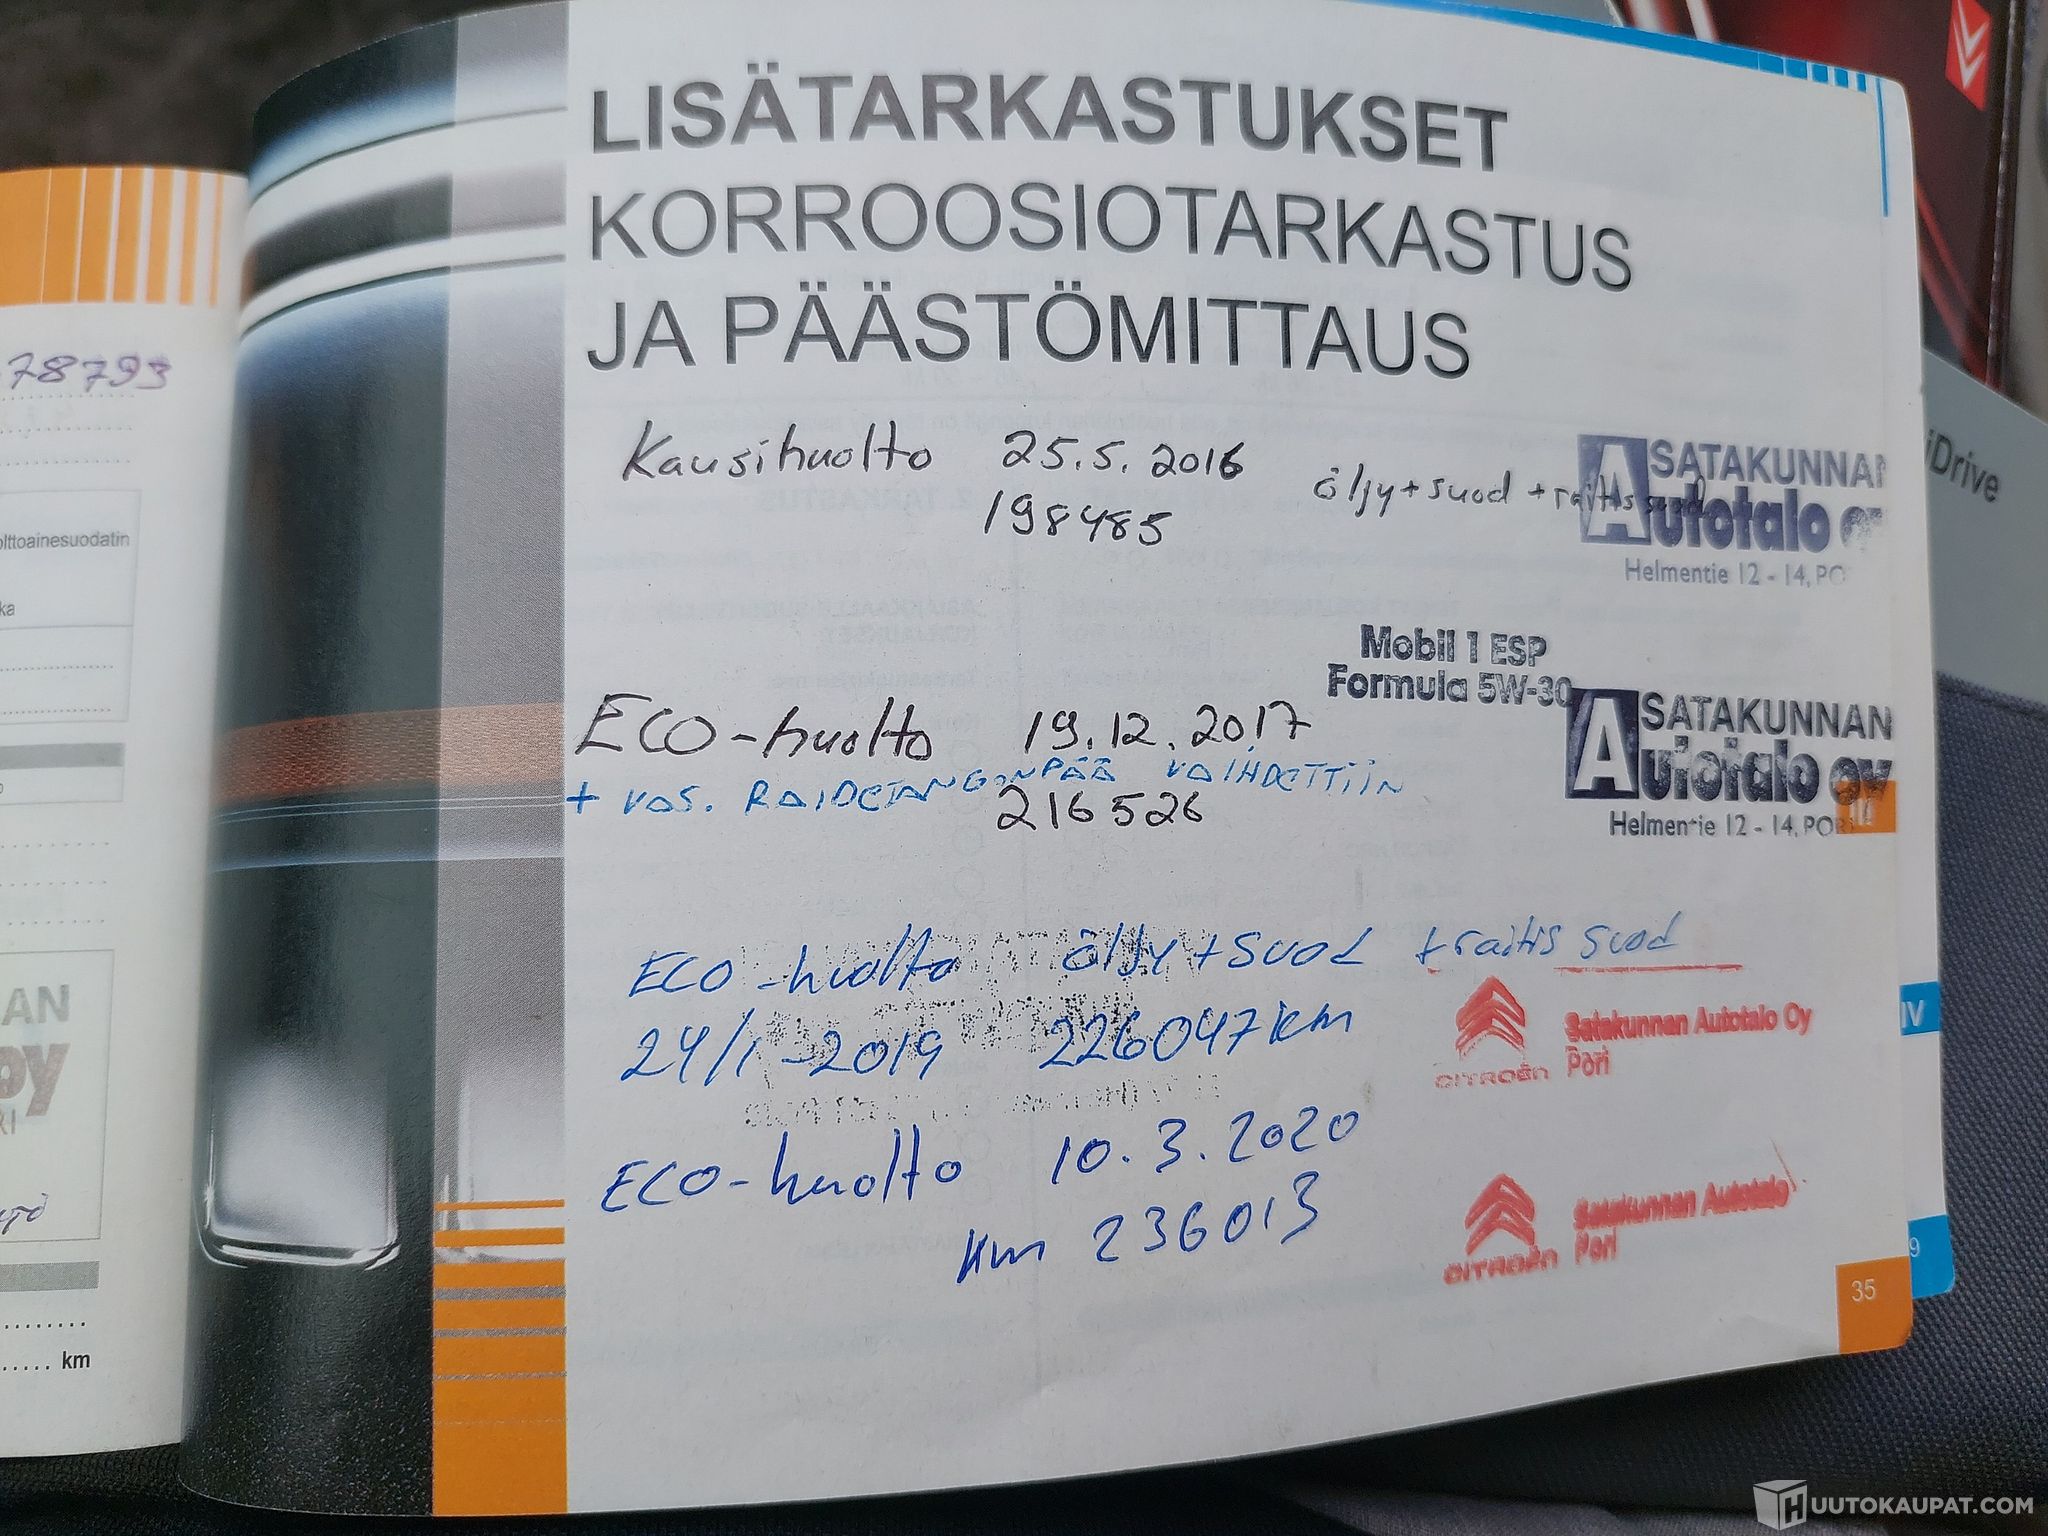 LISÄTARKASTUKSET
KORROOSIOTARKASTUS
JA PÄÄSTÖMITTAUS
78793
olttoainesuodatin
ka
AN
oy
RI
km
Kausihuolto 25.5.2016 öljy+suod +raitis suod
198485
SATAKUNNAN
Autotalo oy
Helmentie 12 - 14, PO
Mobil 1 ESP
Formula 5W-30
ECO-huolto 19.12.2017
+ VAS. RAIDETANGONPÄÄ VAIHDETTIIN
216526
SATAKUNNAN
Autotalo oy
Helmentie 12 - 14, PORI
ECO-huolto öljy+suod +raitis suod
24/1-2019 226047km
CITROËN
Satakunnan Autotalo Oy
Pori
ECO-huolto 10.3.2020
km 236013
CITROËN
Satakunnan Autotalo
Pori
35
IV
9
iDrive
HUUTOKAUPAT.COM